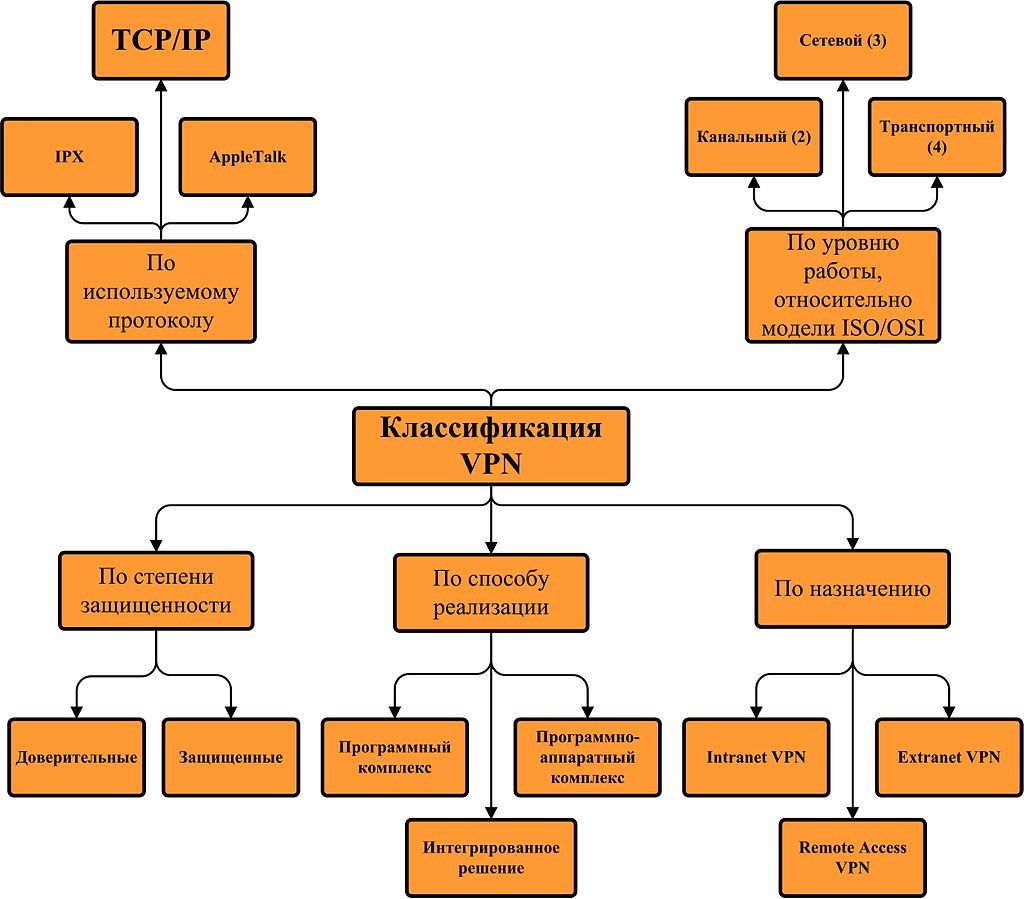 TCP/IP
Сетевой (3)
IPX
AppleTalk
Канальный (2)
Транспортный
(4)
По
используемому
протоколу
По уровню
работы,
относительно
модели ISO/OSI
Классификация
VPN
По степени
защищенности
По способу
реализации
По назначению
Доверительные
Защищенные
Программный
комплекс
Программно-
аппаратный
комплекс
Intranet VPN
Extranet VPN
Интегрированное
решение
Remote Access
VPN